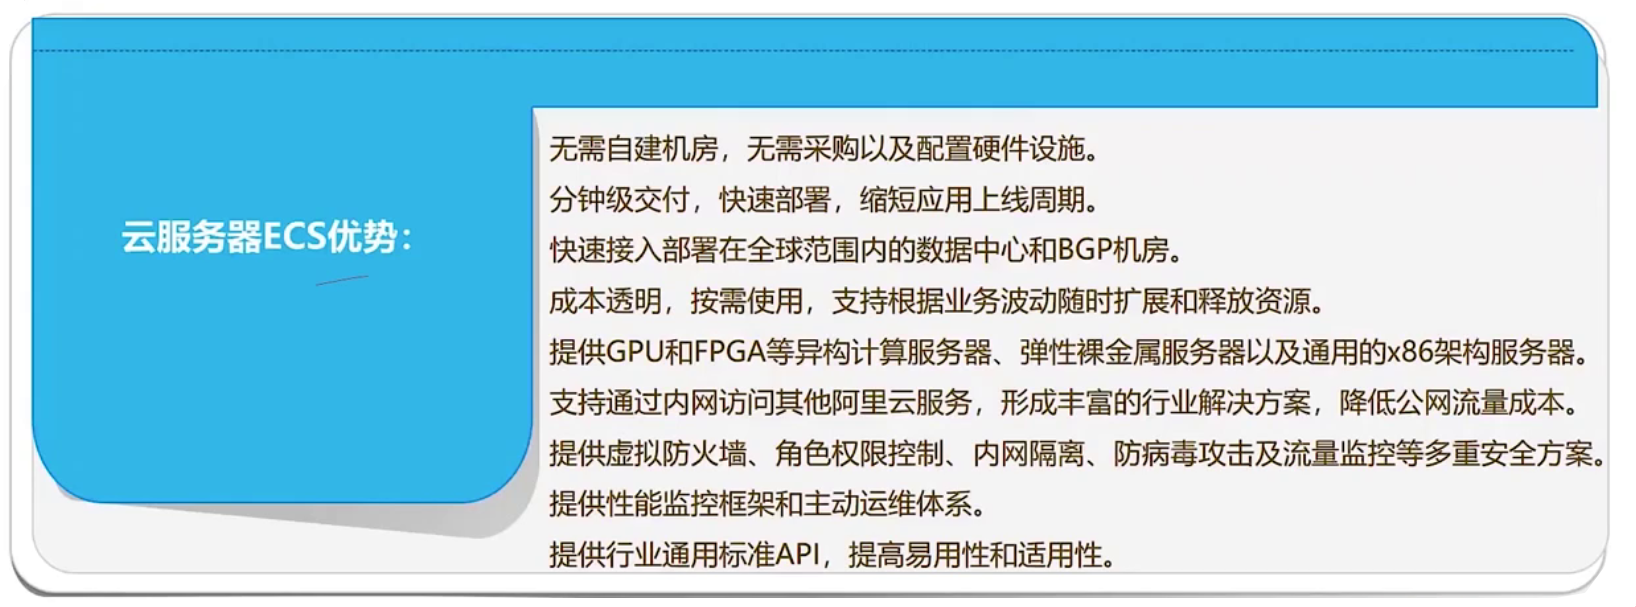 云服务器ECS优势：
无需自建机房，无需采购以及配置硬件设施。
分钟级交付，快速部署，缩短应用上线周期。
快速接入部署在全球范围内的数据中心和BGP机房。
成本透明，按需使用，支持根据业务波动随时扩展和释放资源。
提供GPU和FPGA等异构计算服务器、弹性裸金属服务器以及通用的x86架构服务器。
支持通过内网访问其他阿里云服务，形成丰富的行业解决方案，降低公网流量成本。
提供虚拟防火墙、角色权限控制、内网隔离、防病毒攻击及流量监控等多重安全方案。
提供性能监控框架和主动运维体系。
提供行业通用标准API，提高易用性和适用性。